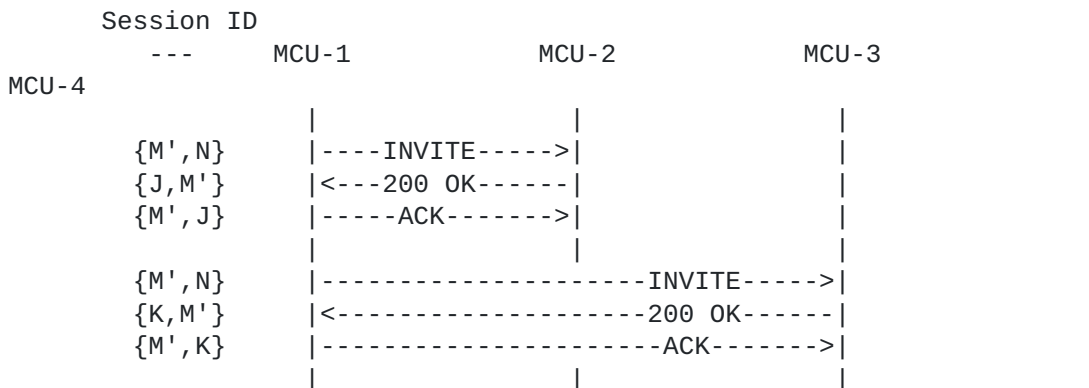 Session ID
         ---     MCU-1            MCU-2            MCU-3
MCU-4
                   |                |                |
        {M',N}     |----INVITE----->|                |
        {J,M'}     |<---200 OK------|                |
        {M',J}     |-----ACK------->|                |
                   |                |                |
        {M',N}     |---------------------INVITE----->|
        {K,M'}     |<--------------------200 OK------|
        {M',K}     |----------------------ACK------->|
                   |                |                |